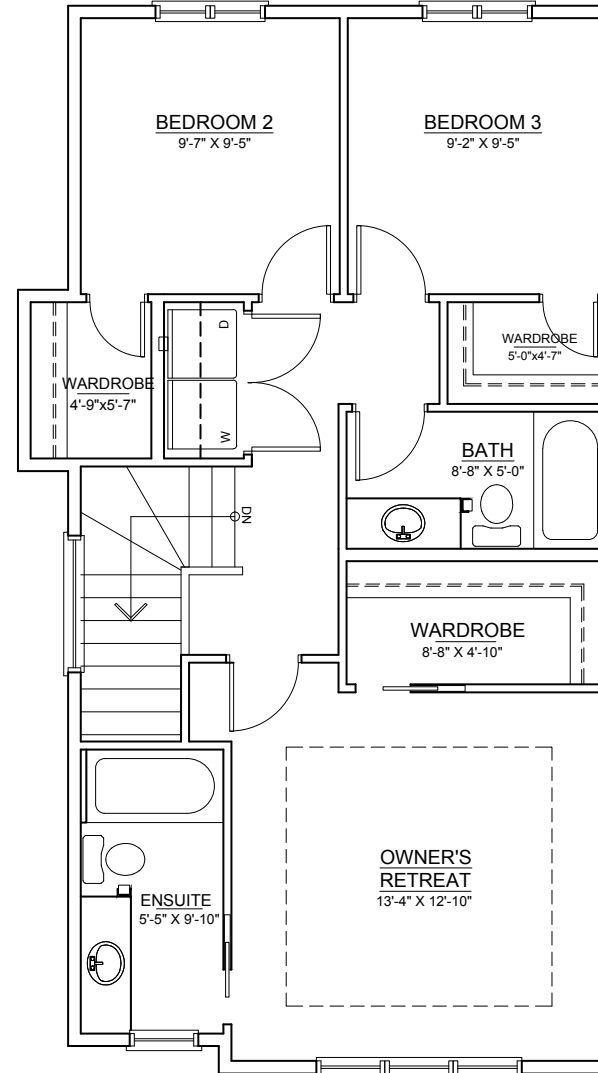 BEDROOM 2
9'-7" X 9'-5"
BEDROOM 3
9'-2" X 9'-5"
D
W
WARDROBE
4'-9"x5'-7"
WARDROBE
5'-0"x4'-7"
BATH
8'-8" X 5'-0"
DN
WARDROBE
8'-8" X 4'-10"
OWNER'S
RETREAT
13'-4" X 12'-10"
ENSUITE
5'-5" X 9'-10"